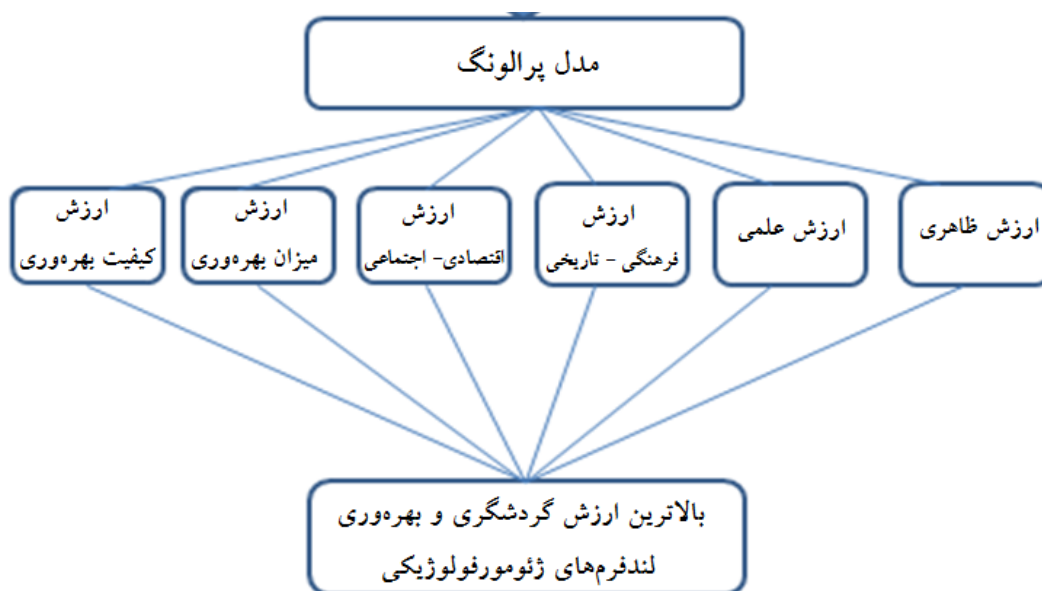 مدل پرالونگ
ارزش ظاهری
ارزش علمی
ارزش
فرهنگی - تاریخی
ارزش
اقتصادی- اجتماعی
ارزش
میزان بهره‌وری
ارزش
کیفیت بهره‌وری
بالاترین ارزش گردشگری و بهره‌وری
لندفرم‌های ژئومورفولوژیکی